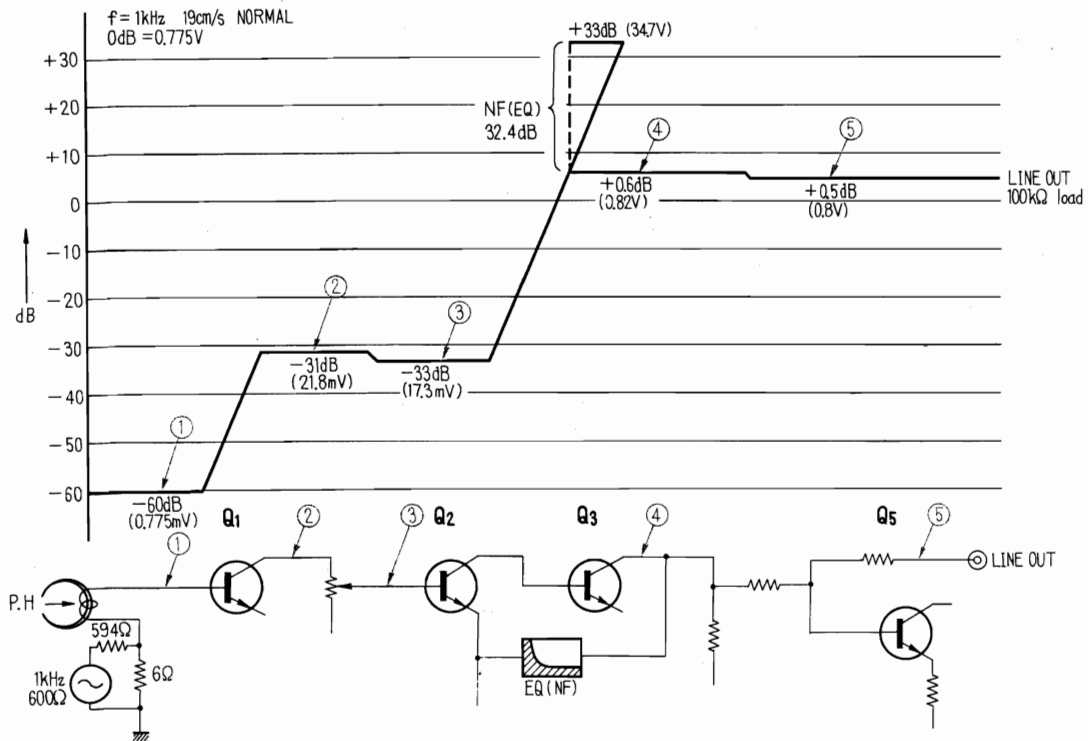 f = 1kHz 19cm/s NORMAL
0dB = 0.775V
+33dB (34.7V)
+30
+20
+10
0
-10
-20
-30
-40
-50
-60
dB
NF(EQ)
32.4dB
④
⑤
+0.6dB
(0.82V)
+0.5dB
(0.8V)
LINE OUT
100kΩ load
②
③
-31dB
(21.8mV)
-33dB
(17.3mV)
①
-60dB
(0.775mV)
Q1
②
③
Q2
Q3
④
Q5
⑤
①
LINE OUT
P.H
594Ω
6Ω
1kHz
600Ω
EQ(NF)